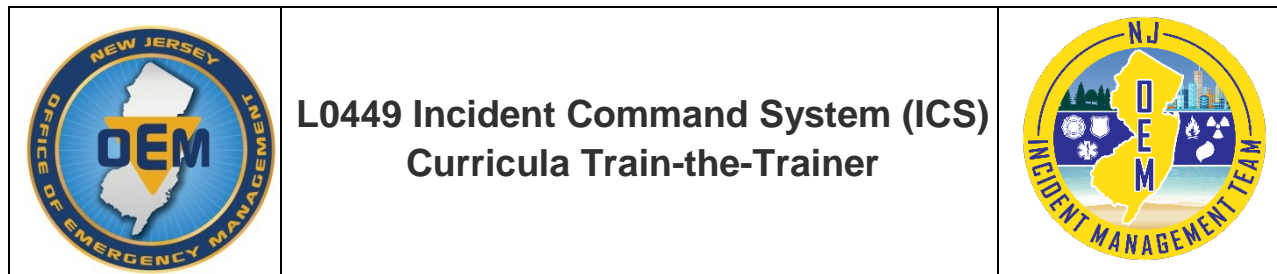 NEW JERSEY
OEM
OFFICE OF EMERGENCY MANAGEMENT
L0449 Incident Command System (ICS)
Curricula Train-the-Trainer
NJ
OEM
INCIDENT MANAGEMENT TEAM